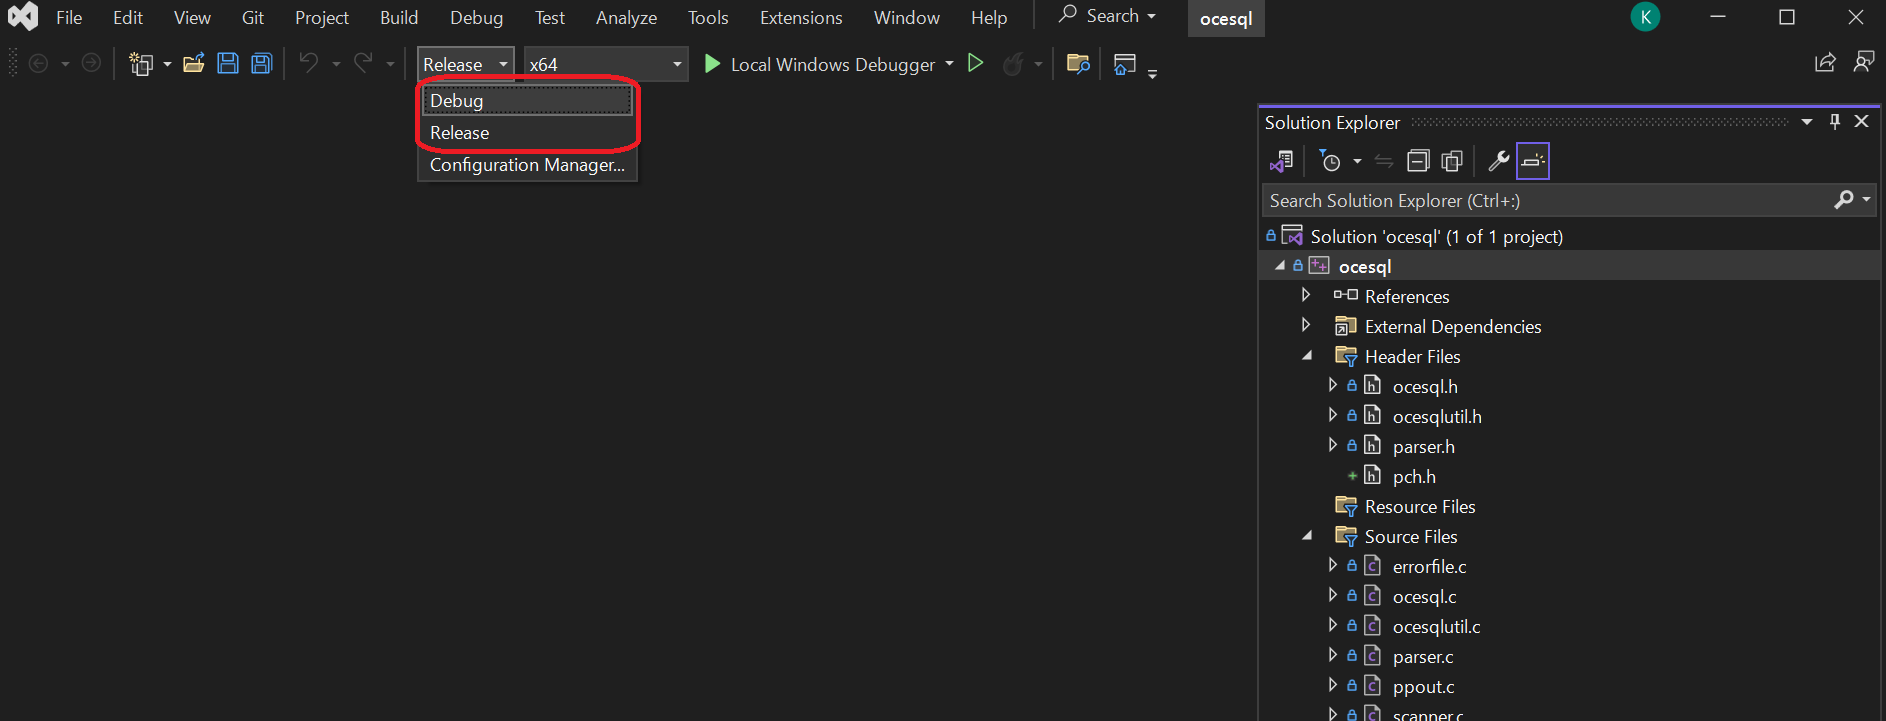 File Edit View Git Project Build Debug Test Analyze Tools Extensions Window Help Search ocesql K
Release x64 Local Windows Debugger
Debug
Release
Configuration Manager...
Solution Explorer
Search Solution Explorer (Ctrl+:)
Solution 'ocesql' (1 of 1 project)
ocesql
References
External Dependencies
Header Files
ocesql.h
ocesqlutil.h
parser.h
pch.h
Resource Files
Source Files
errorfile.c
ocesql.c
ocesqlutil.c
parser.c
ppout.c
scanner.c